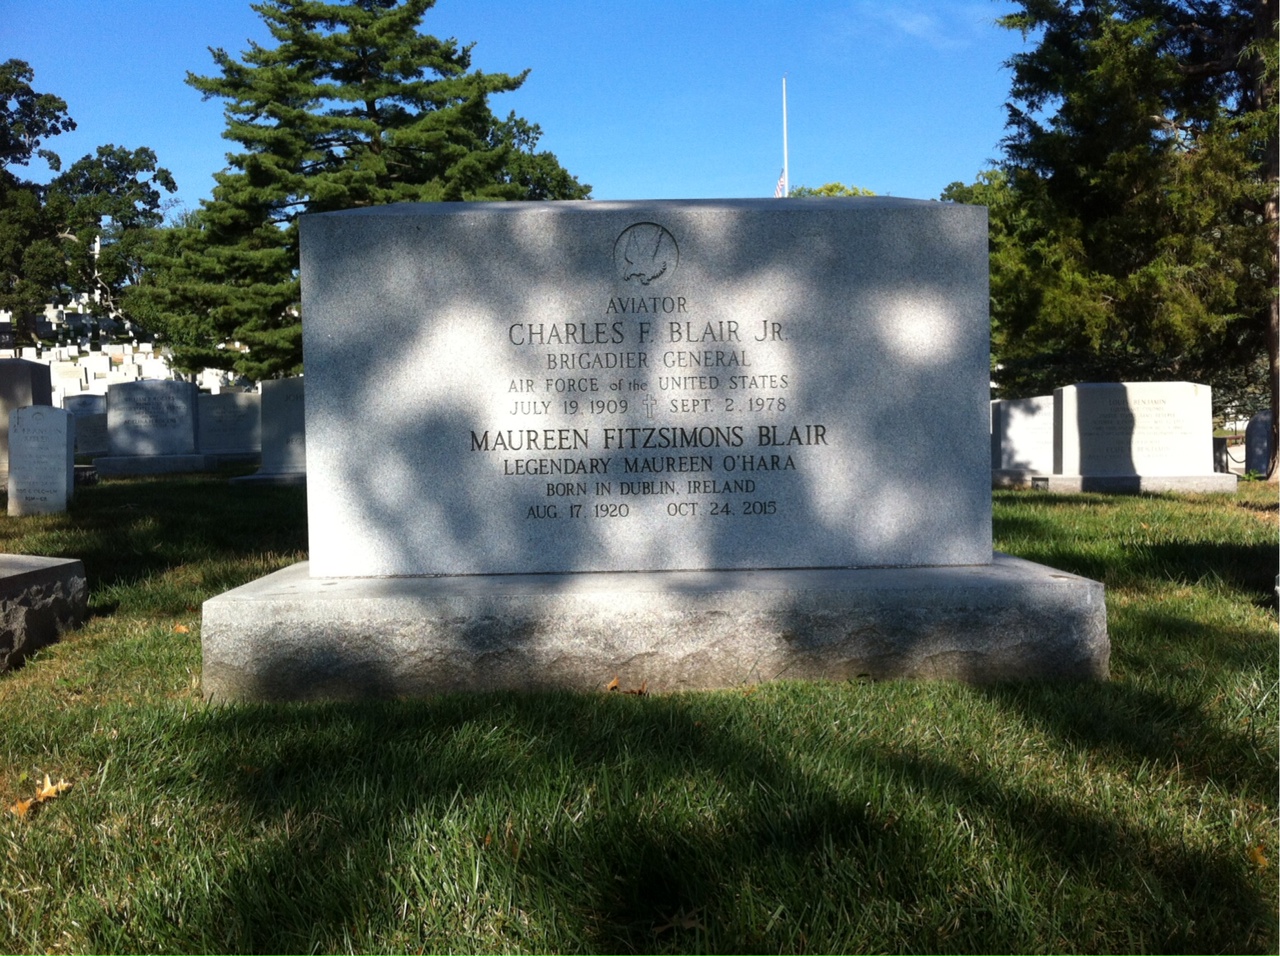 AVIATOR
CHARLES F. BLAIR JR.
BRIGADIER GENERAL
AIR FORCE of the UNITED STATES
JULY 19, 1909 SEPT. 2, 1978
MAUREEN FITZSIMONS BLAIR
LEGENDARY MAUREEN O'HARA
BORN IN DUBLIN, IRELAND
AUG 17, 1920 OCT 24, 2015